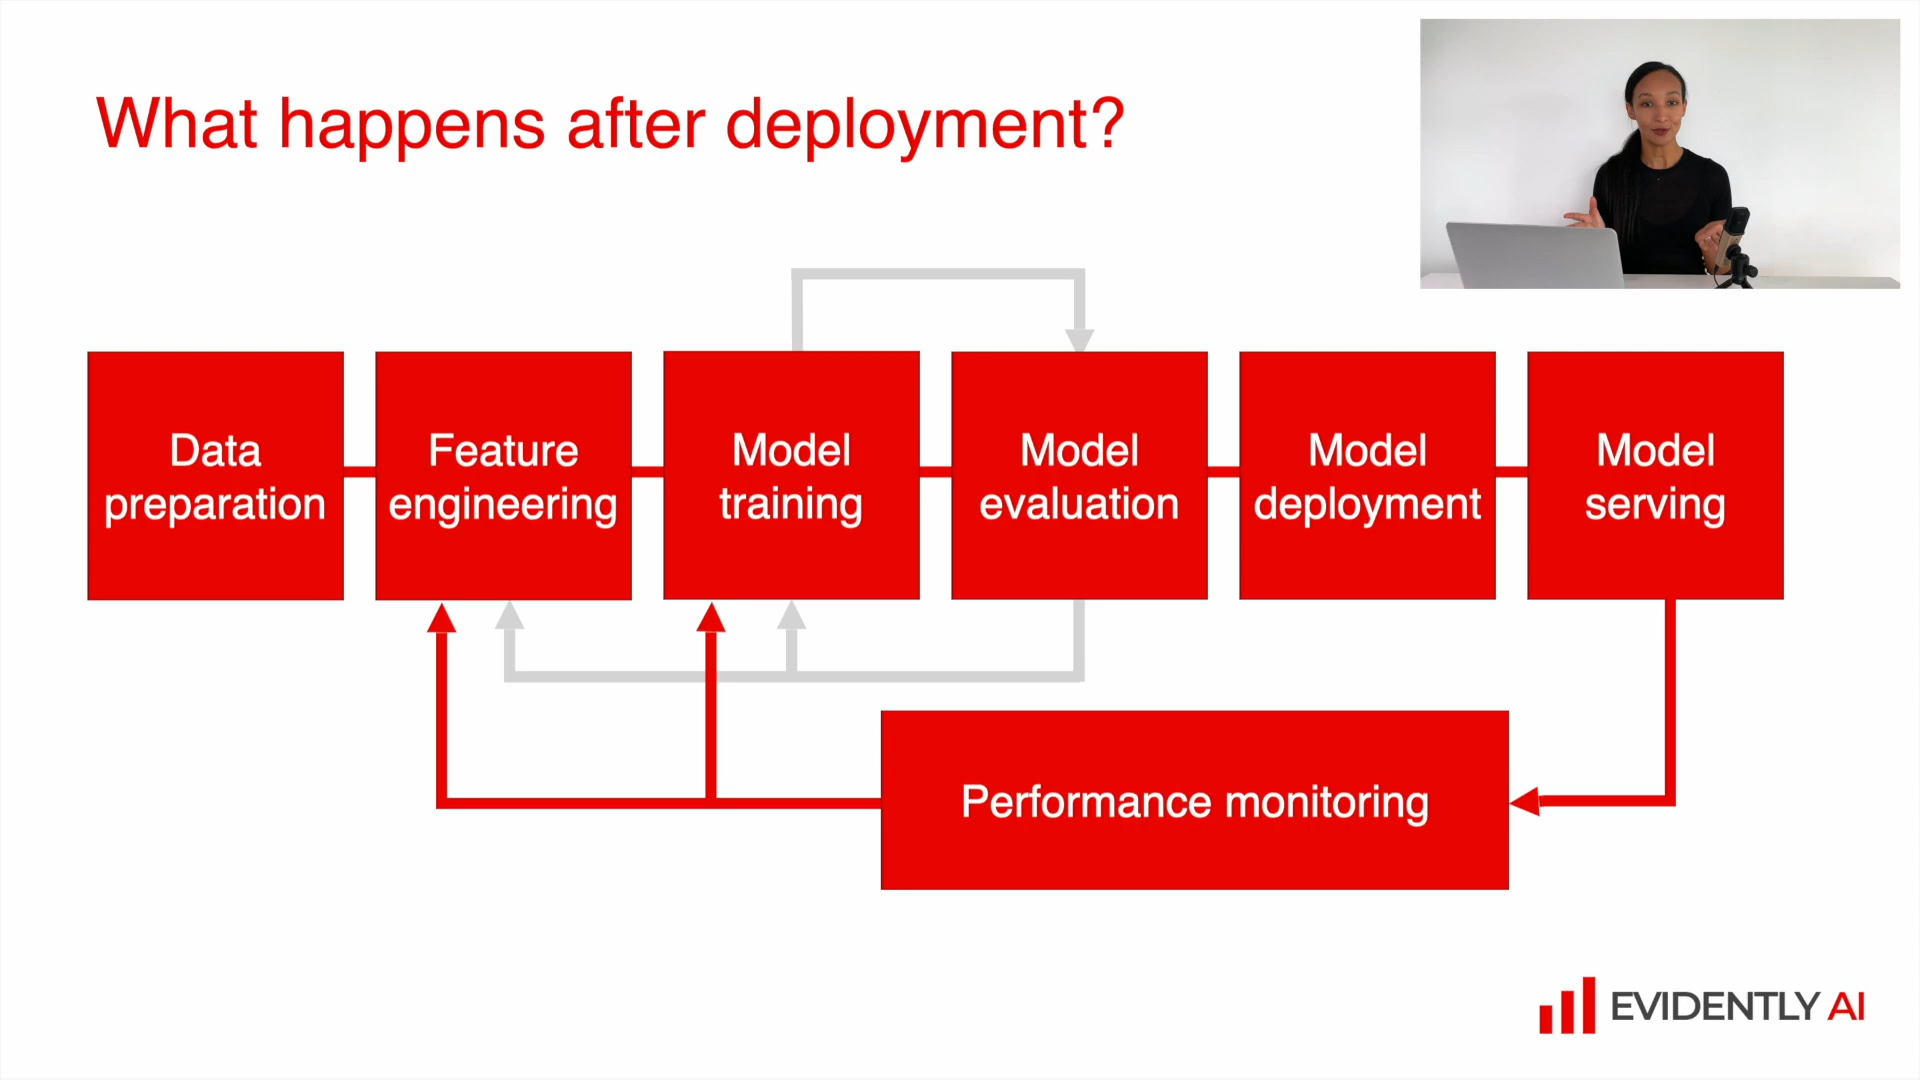 What happens after deployment?
Data
preparation
Feature
engineering
Model
training
Model
evaluation
Model
deployment
Model
serving
Performance monitoring
EVIDENTLY AI